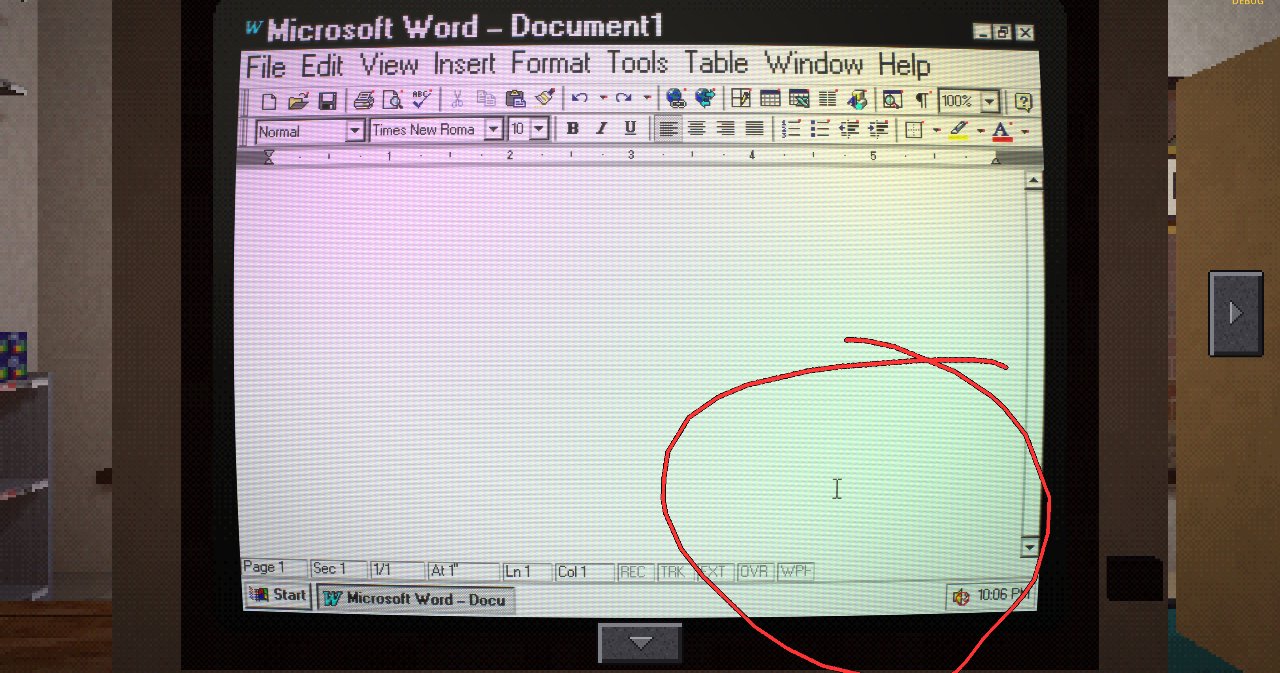 DEBUG
Microsoft Word – Document1
File Edit View Insert Format Tools Table Window Help
ABC 100%
Normal Times New Roma 10 B I U A
1 2 3 4 5
Page 1 Sec 1 1/1 At 1" Ln 1 Col 1 REC TRK EXT OVR WPH
Start Microsoft Word – Docu 10:06 PM